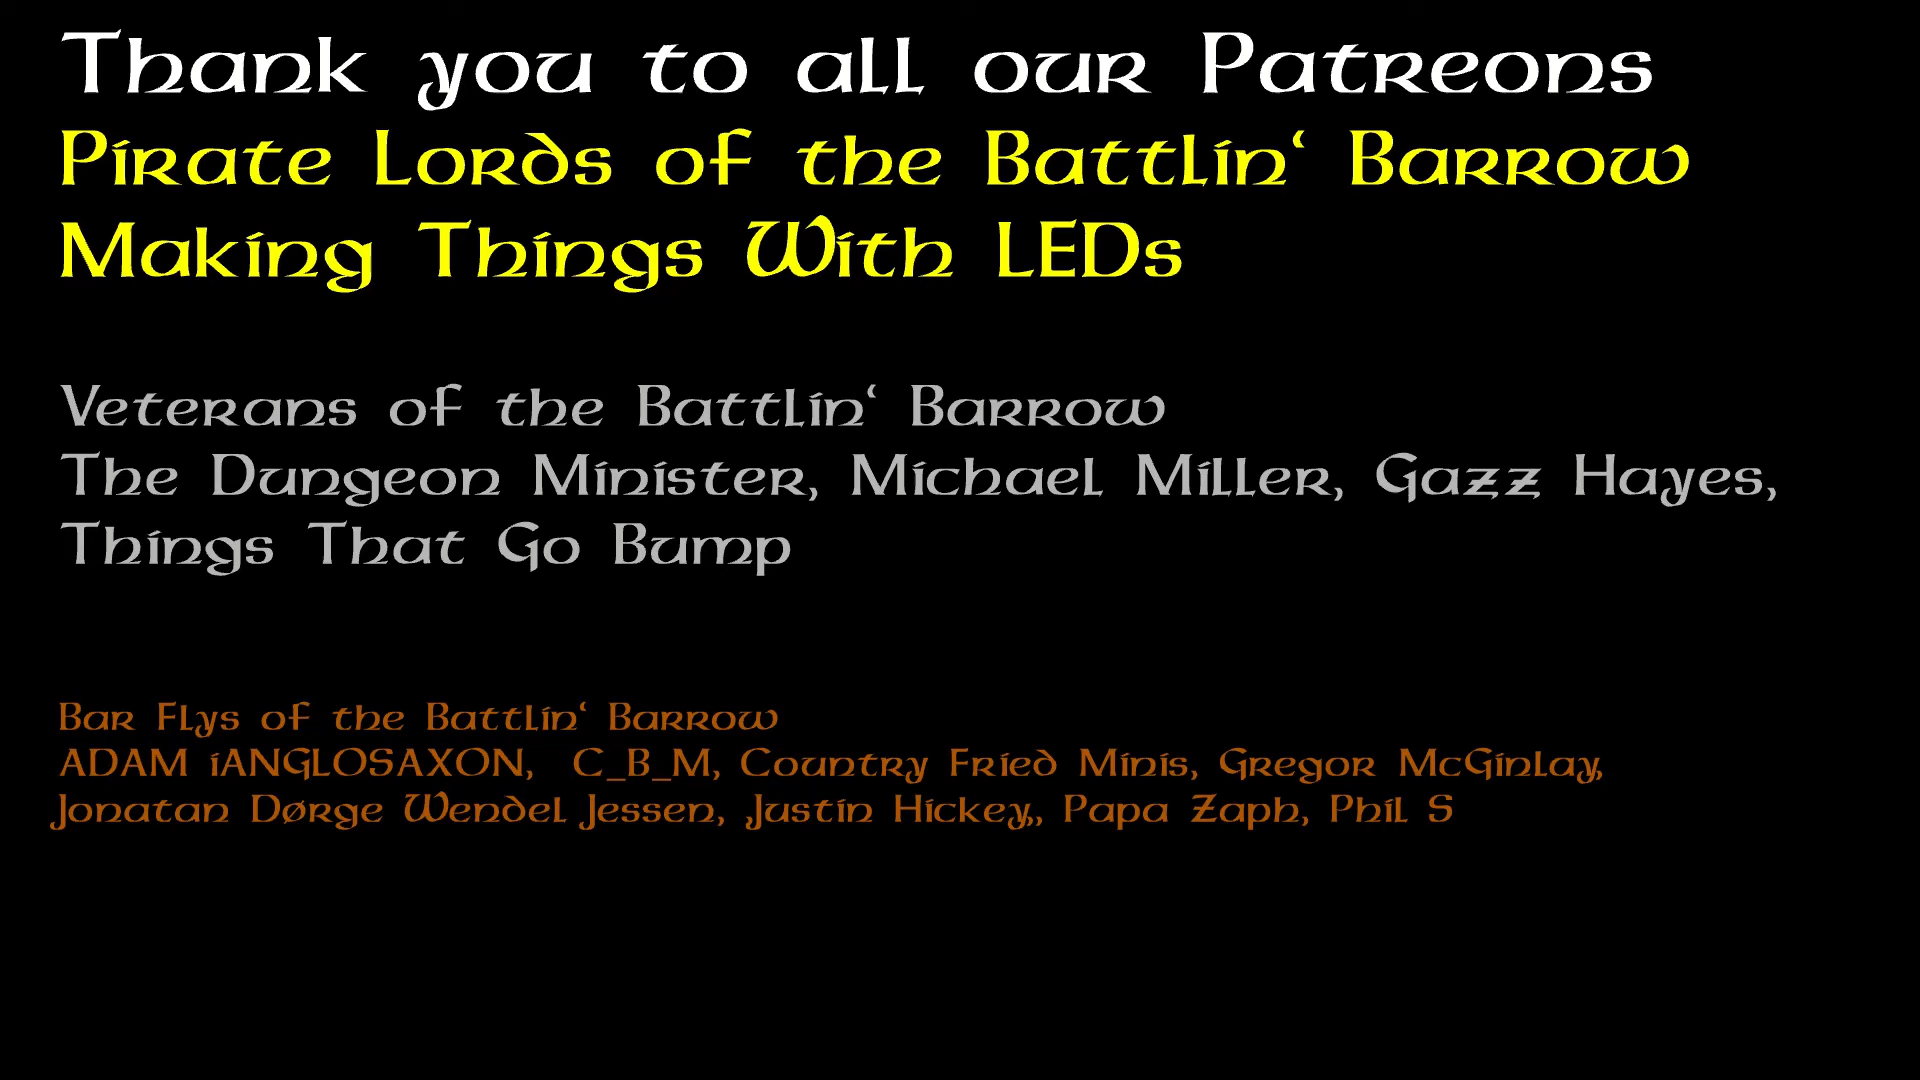 Thank you to all our Patreons
Pirate Lords of the Battlin‘ Barrow
Making Things With LEDs
Veterans of the Battlin‘ Barrow
The Dungeon Minister, Michael Miller, Gazz Hayes,
Things That Go Bump
Bar Flys of the Battlin‘ Barrow
ADAM iANGLOSAXON,  C_B_M, Country Fried Minis, Gregor McGinlay,
Jonatan Dørge Wendel Jessen, Justin Hickey,, Papa Zaph, Phil S